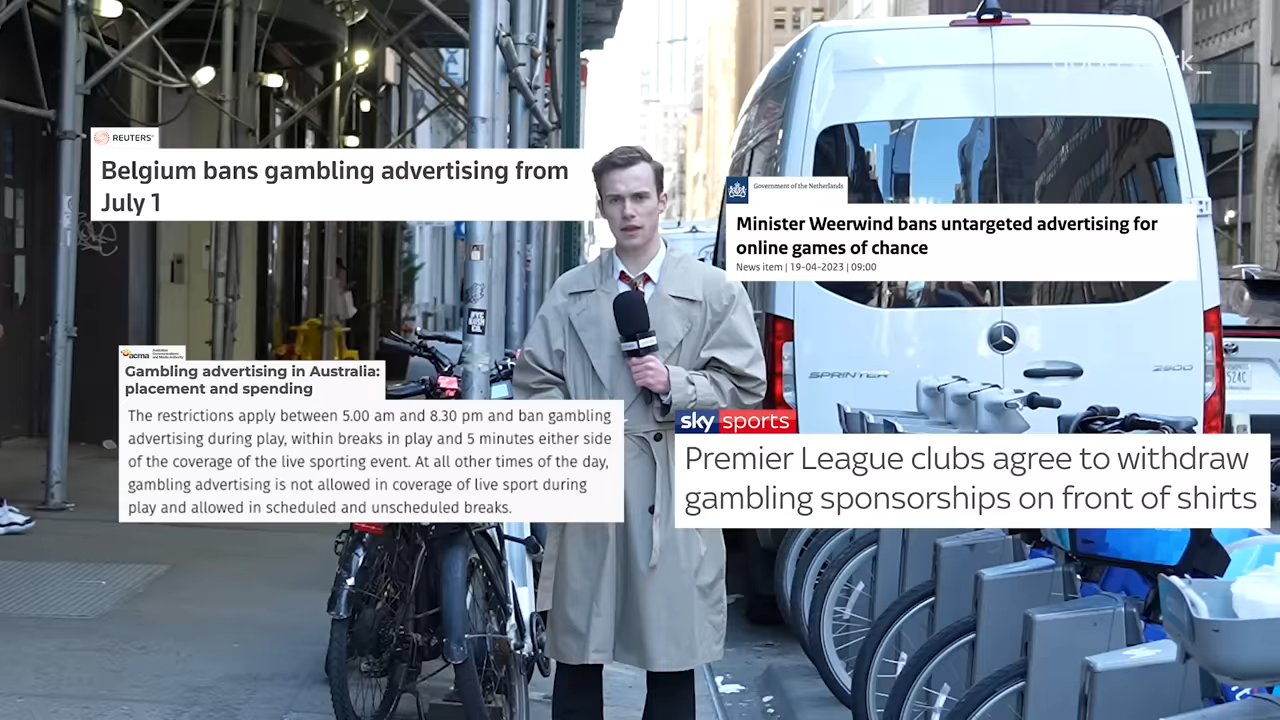 REUTERS
Belgium bans gambling advertising from
July 1
Government of the Netherlands
Minister Weerwind bans untargeted advertising for
online games of chance
News item | 19-04-2023 | 09:00
acma
Gambling advertising in Australia:
placement and spending
The restrictions apply between 5.00 am and 8.30 pm and ban gambling
advertising during play, within breaks in play and 5 minutes either side
of the coverage of the live sporting event. At all other times of the day,
gambling advertising is not allowed in coverage of live sport during
play and allowed in scheduled and unscheduled breaks.
sky sports
Premier League clubs agree to withdraw
gambling sponsorships on front of shirts
SPRINTER
2500